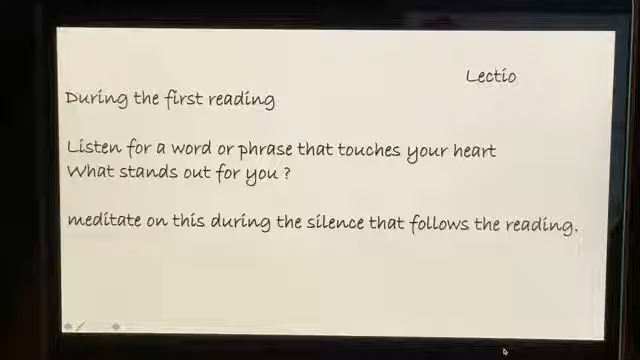 Lectio
During the first reading
Listen for a word or phrase that touches your heart
What stands out for you ?
meditate on this during the silence that follows the reading.